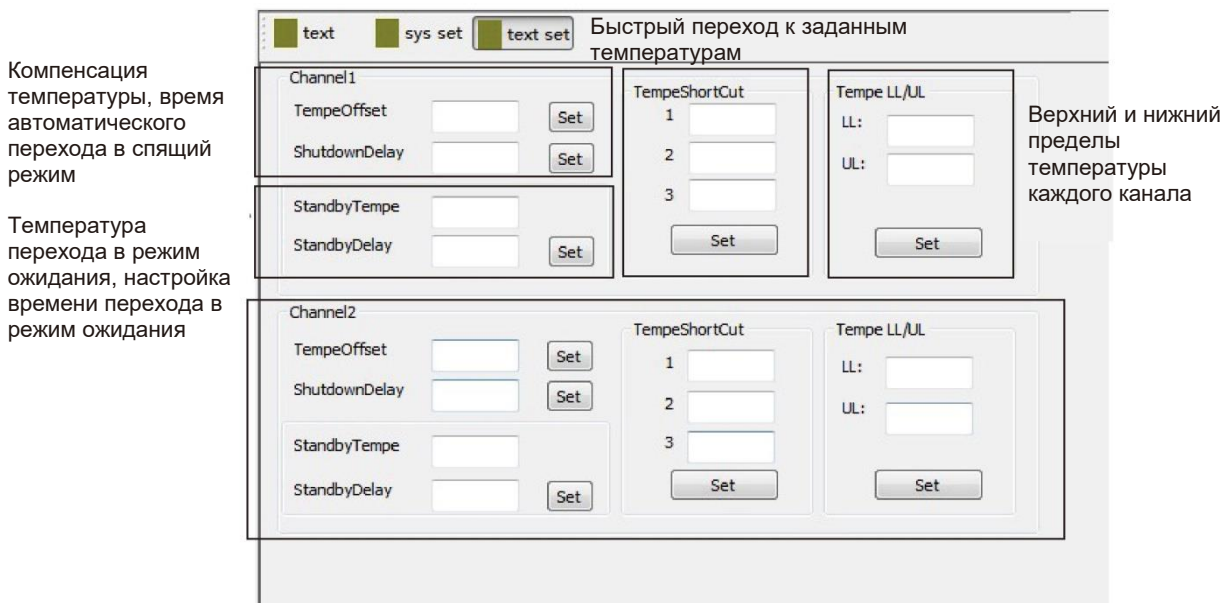 text sys set text set
Быстрый переход к заданным
температурам
Компенсация
температуры, время
автоматического
перехода в спящий
режим
Температура
перехода в режим
ожидания, настройка
времени перехода в
режим ожидания
Channel1
TempeOffset Set
ShutdownDelay Set
StandbyTempe
StandbyDelay Set
TempeShortCut
1
2
3
Set
Tempe LL/UL
LL:
UL:
Set
Верхний и нижний
пределы
температуры
каждого канала
Channel2
TempeOffset Set
ShutdownDelay Set
StandbyTempe
StandbyDelay Set
TempeShortCut
1
2
3
Set
Tempe LL/UL
LL:
UL:
Set